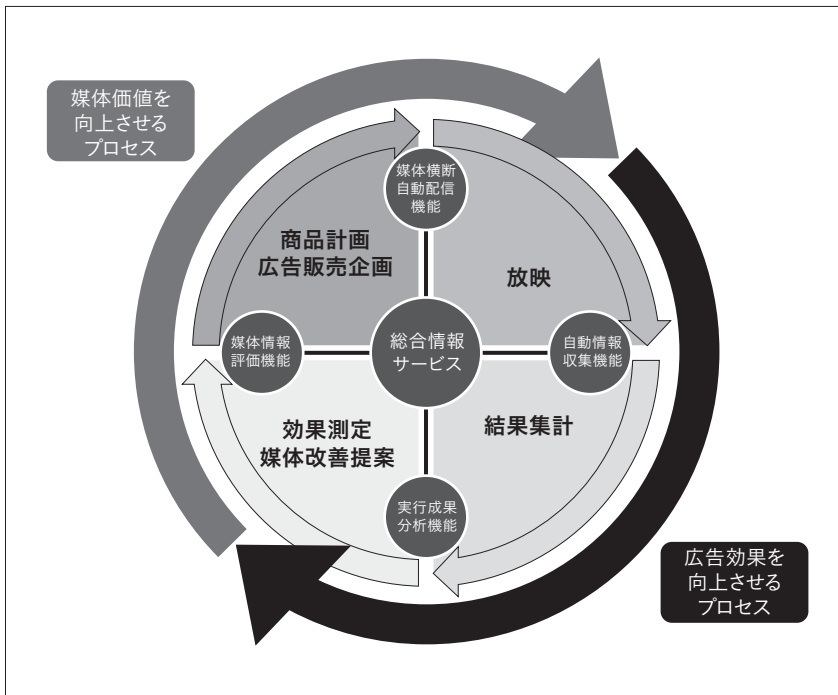 媒体価値を
向上させる
プロセス
媒体横断
自動配信
機能
商品計画
広告販売企画
放映
媒体情報
評価機能
総合情報
サービス
自動情報
収集機能
効果測定
媒体改善提案
結果集計
実行成果
分析機能
広告効果を
向上させる
プロセス